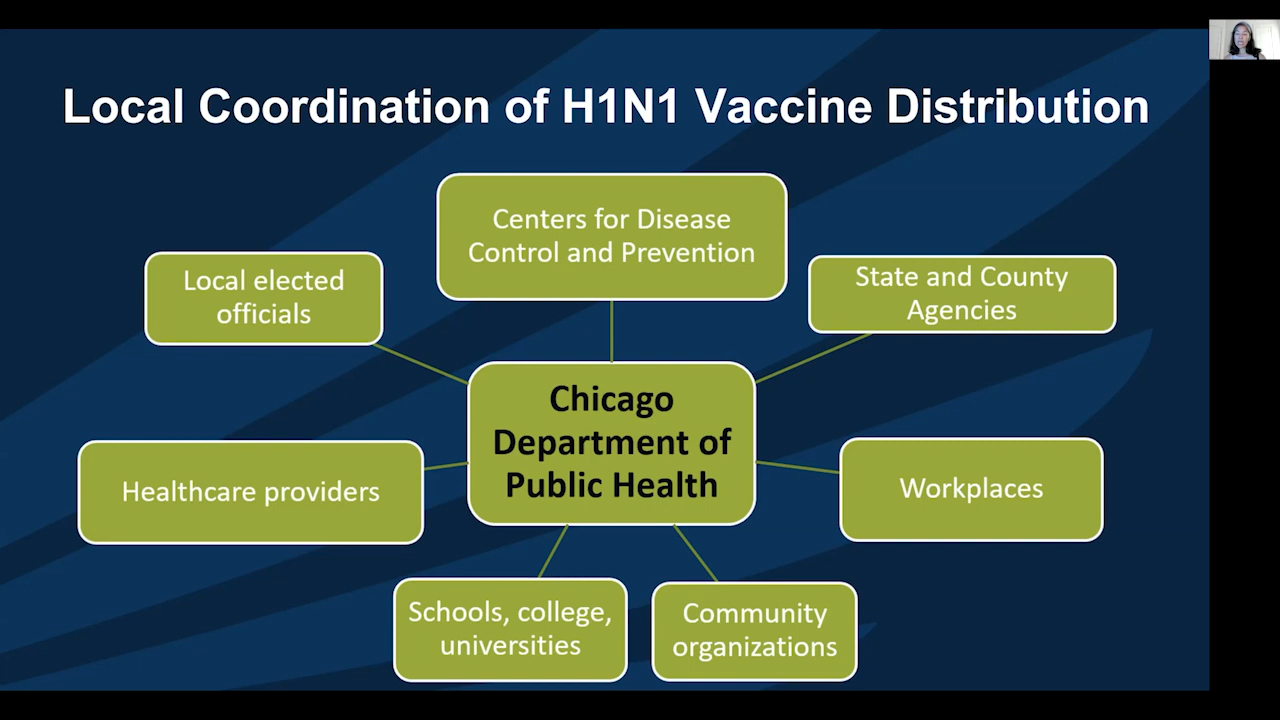 Local Coordination of H1N1 Vaccine Distribution
Centers for Disease
Control and Prevention
Local elected
officials
State and County
Agencies
Chicago
Department of
Public Health
Healthcare providers
Workplaces
Schools, college,
universities
Community
organizations